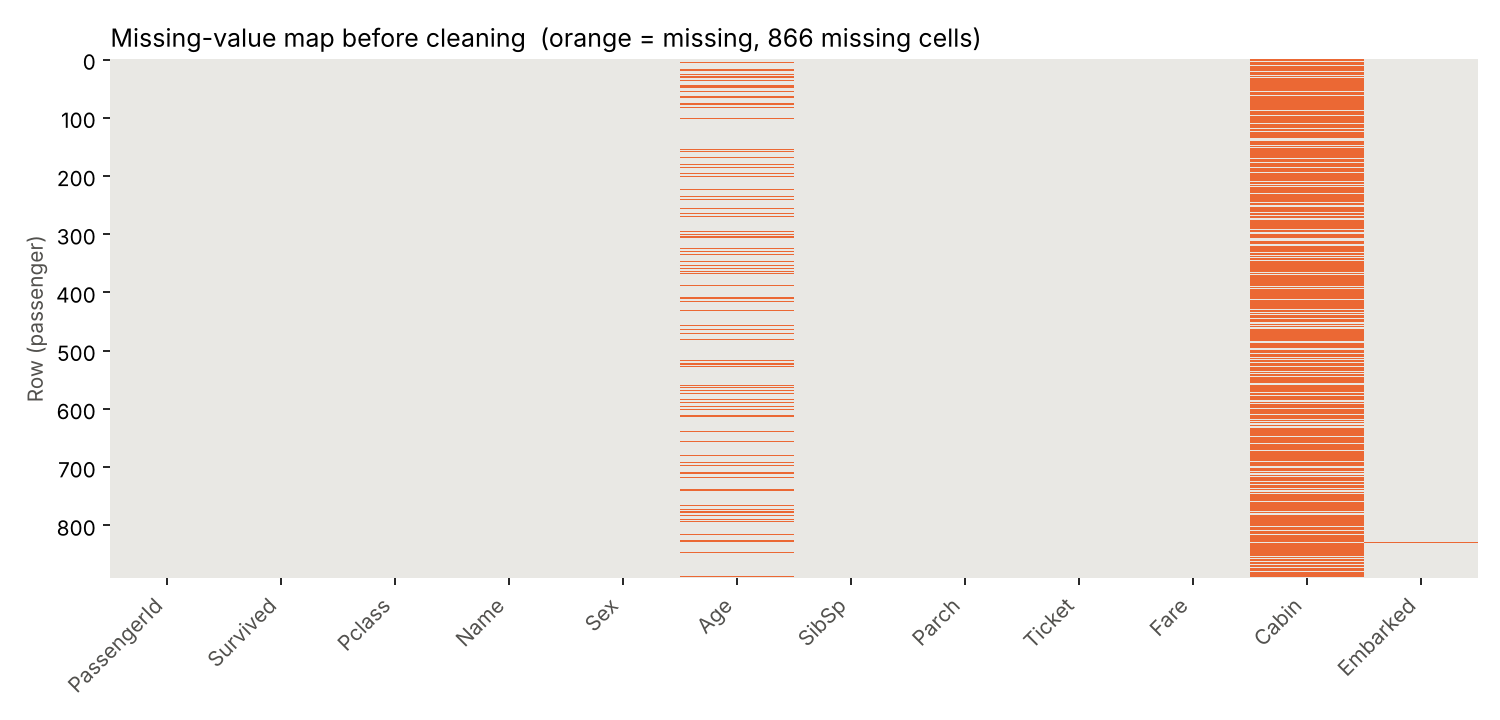 Missing-value map before cleaning  (orange = missing, 866 missing cells)
Row (passenger)
0
100
200
300
400
500
600
700
800
PassengerId
Survived
Pclass
Name
Sex
Age
SibSp
Parch
Ticket
Fare
Cabin
Embarked